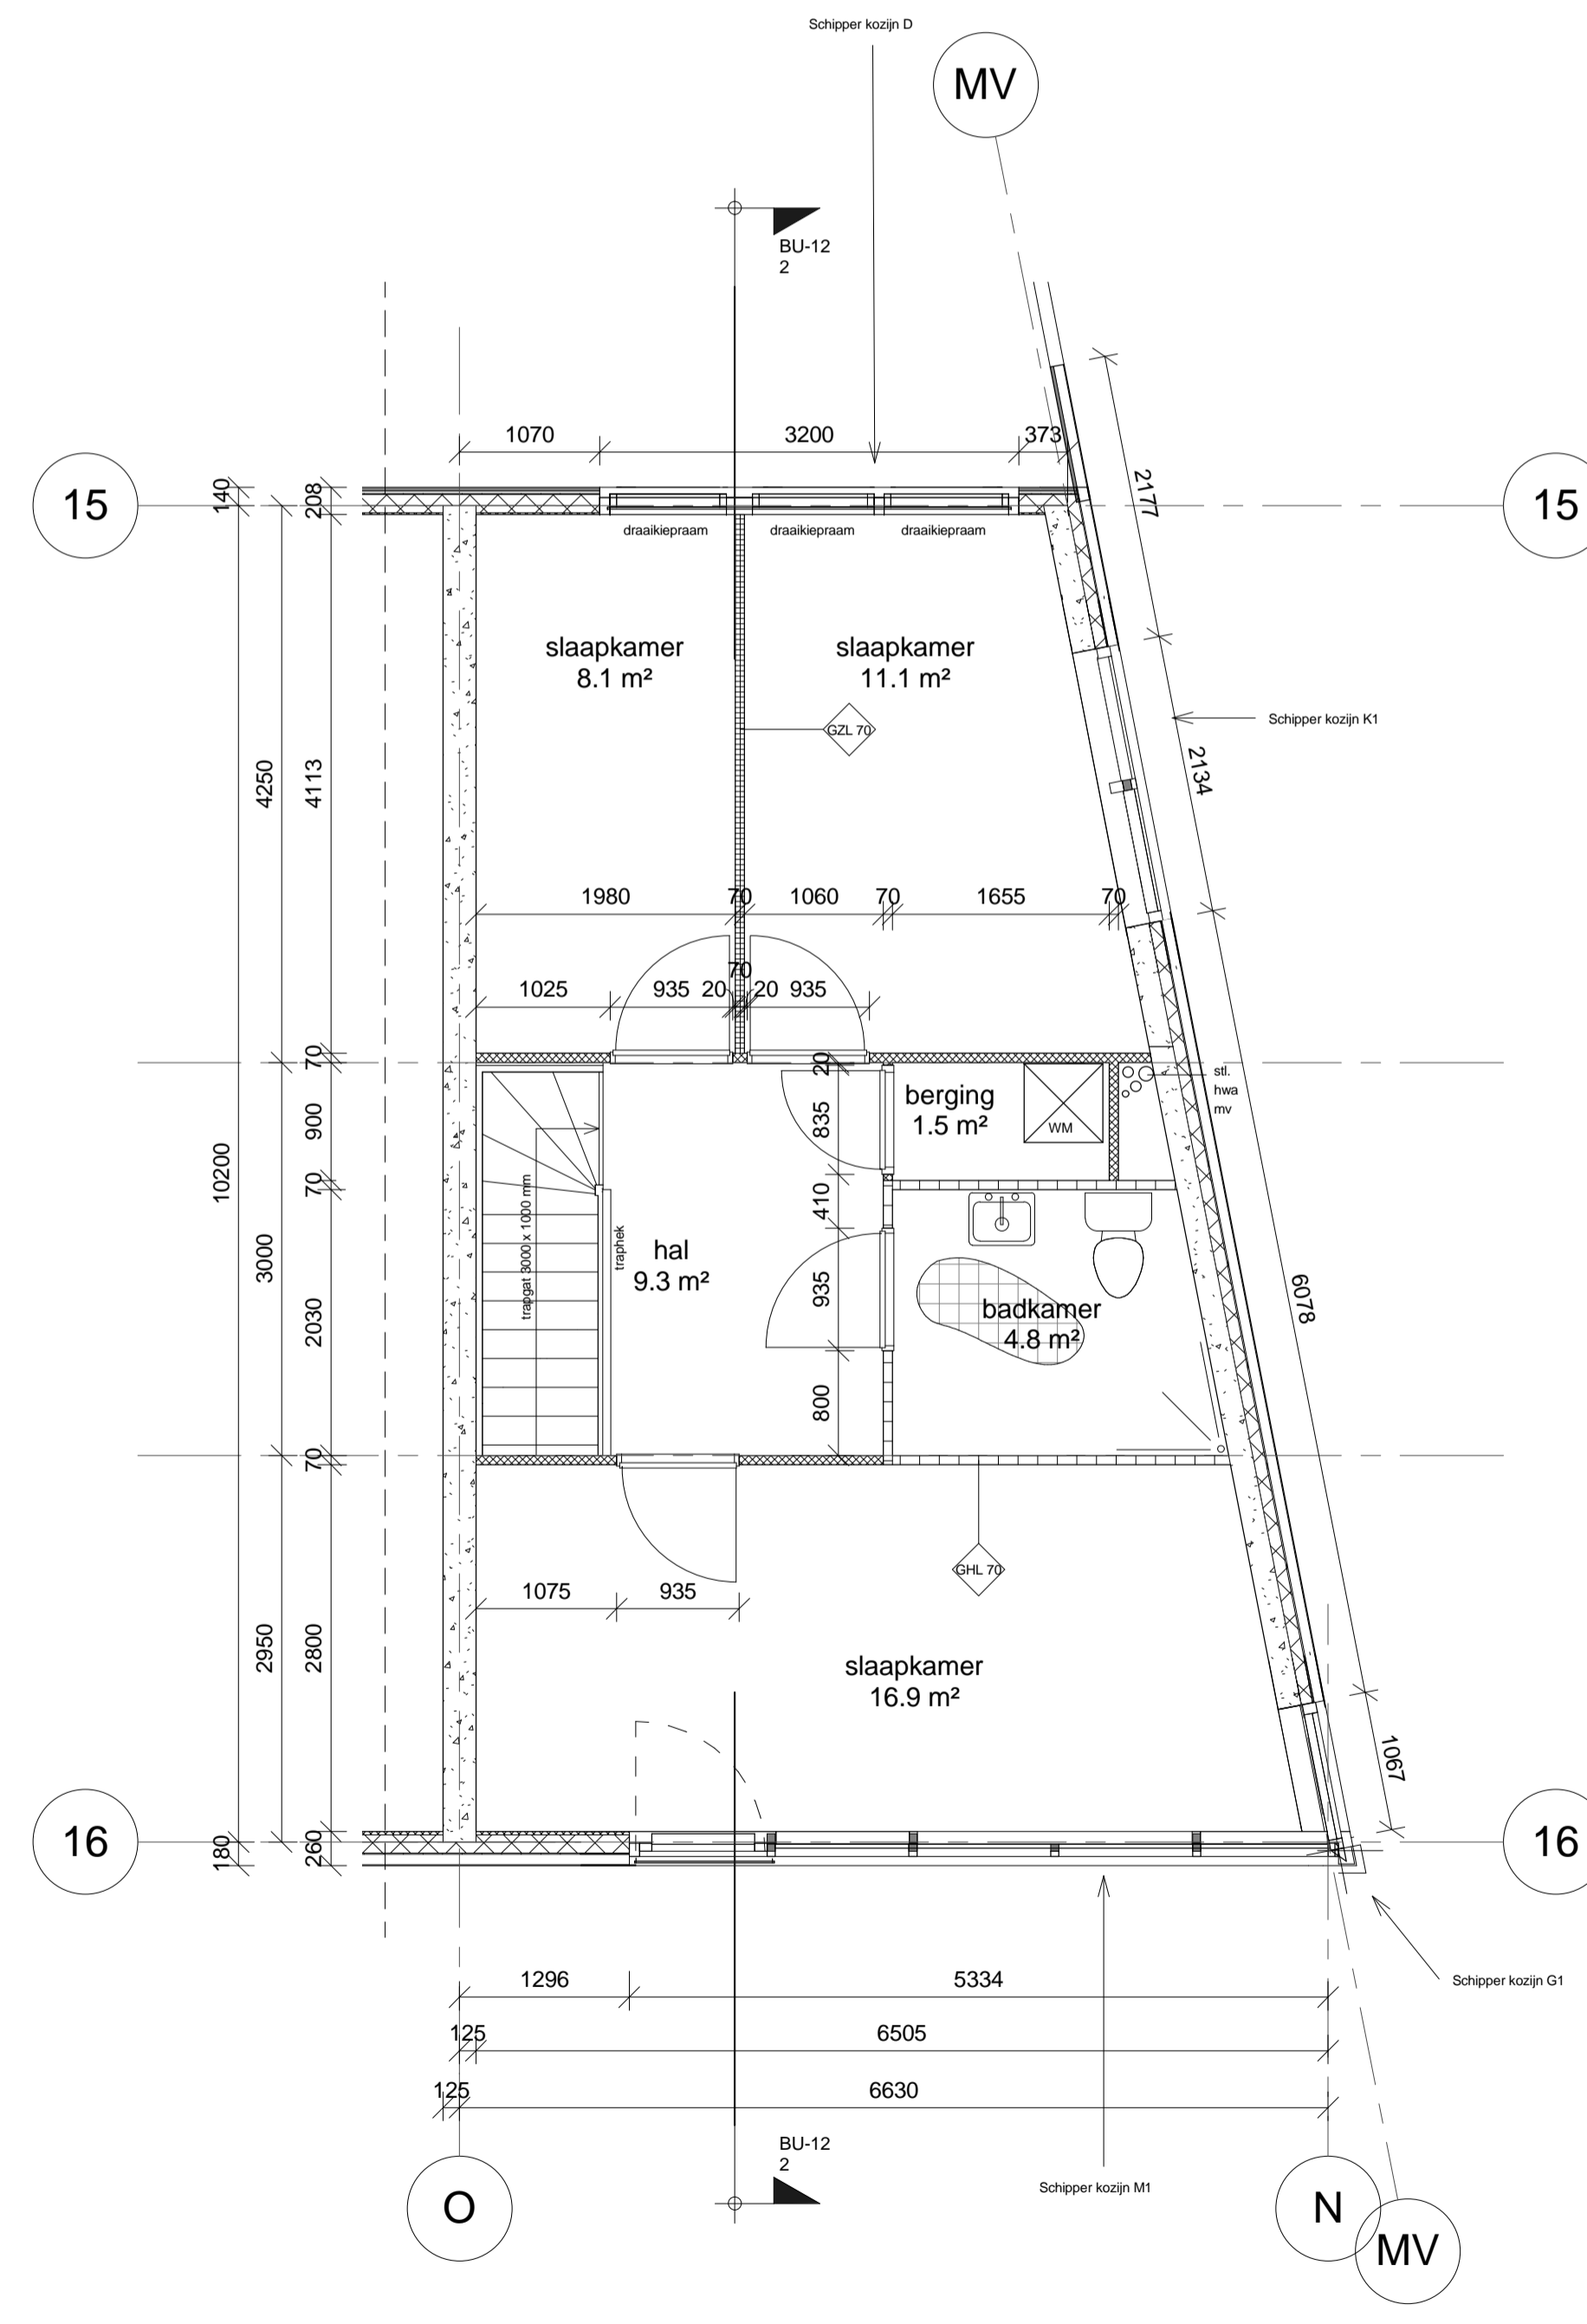 Schipper kozijn D
MV
BU-12
2
1070
3200
373
2177
15
140
208
15
draaikiepraam
draaikiepraam
draaikiepraam
slaapkamer
8.1 m²
slaapkamer
11.1 m²
GZL 70
Schipper kozijn K1
2134
4250
4113
1980
70
1060
70
1655
70
70
1025
935
20
20
935
70
20
berging
1.5 m²
WM
stl.
hwa
mv
900
835
10200
70
trapgat 3000 x 1000 mm
traphek
410
hal
9.3 m²
3000
2030
935
badkamer
4.8 m²
6078
800
70
GHL 70
1075
935
2950
2800
slaapkamer
16.9 m²
1067
16
180
260
16
1296
5334
Schipper kozijn G1
125
6505
125
6630
BU-12
2
Schipper kozijn M1
O
N
MV